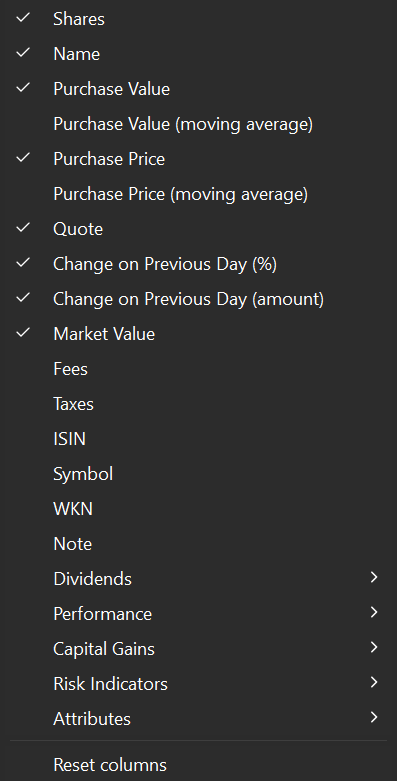 Shares
Name
Purchase Value
Purchase Value (moving average)
Purchase Price
Purchase Price (moving average)
Quote
Change on Previous Day (%)
Change on Previous Day (amount)
Market Value
Fees
Taxes
ISIN
Symbol
WKN
Note
Dividends
Performance
Capital Gains
Risk Indicators
Attributes
Reset columns